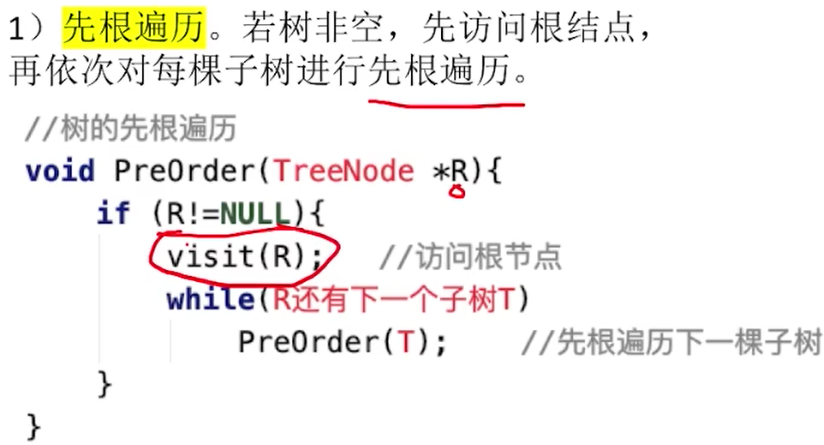 1）先根遍历。若树非空，先访问根结点，
再依次对每棵子树进行先根遍历。
//树的先根遍历
void PreOrder(TreeNode *R){
if (R!=NULL){
visit(R); //访问根节点
while(R还有下一个子树T)
PreOrder(T); //先根遍历下一棵子树
}
}